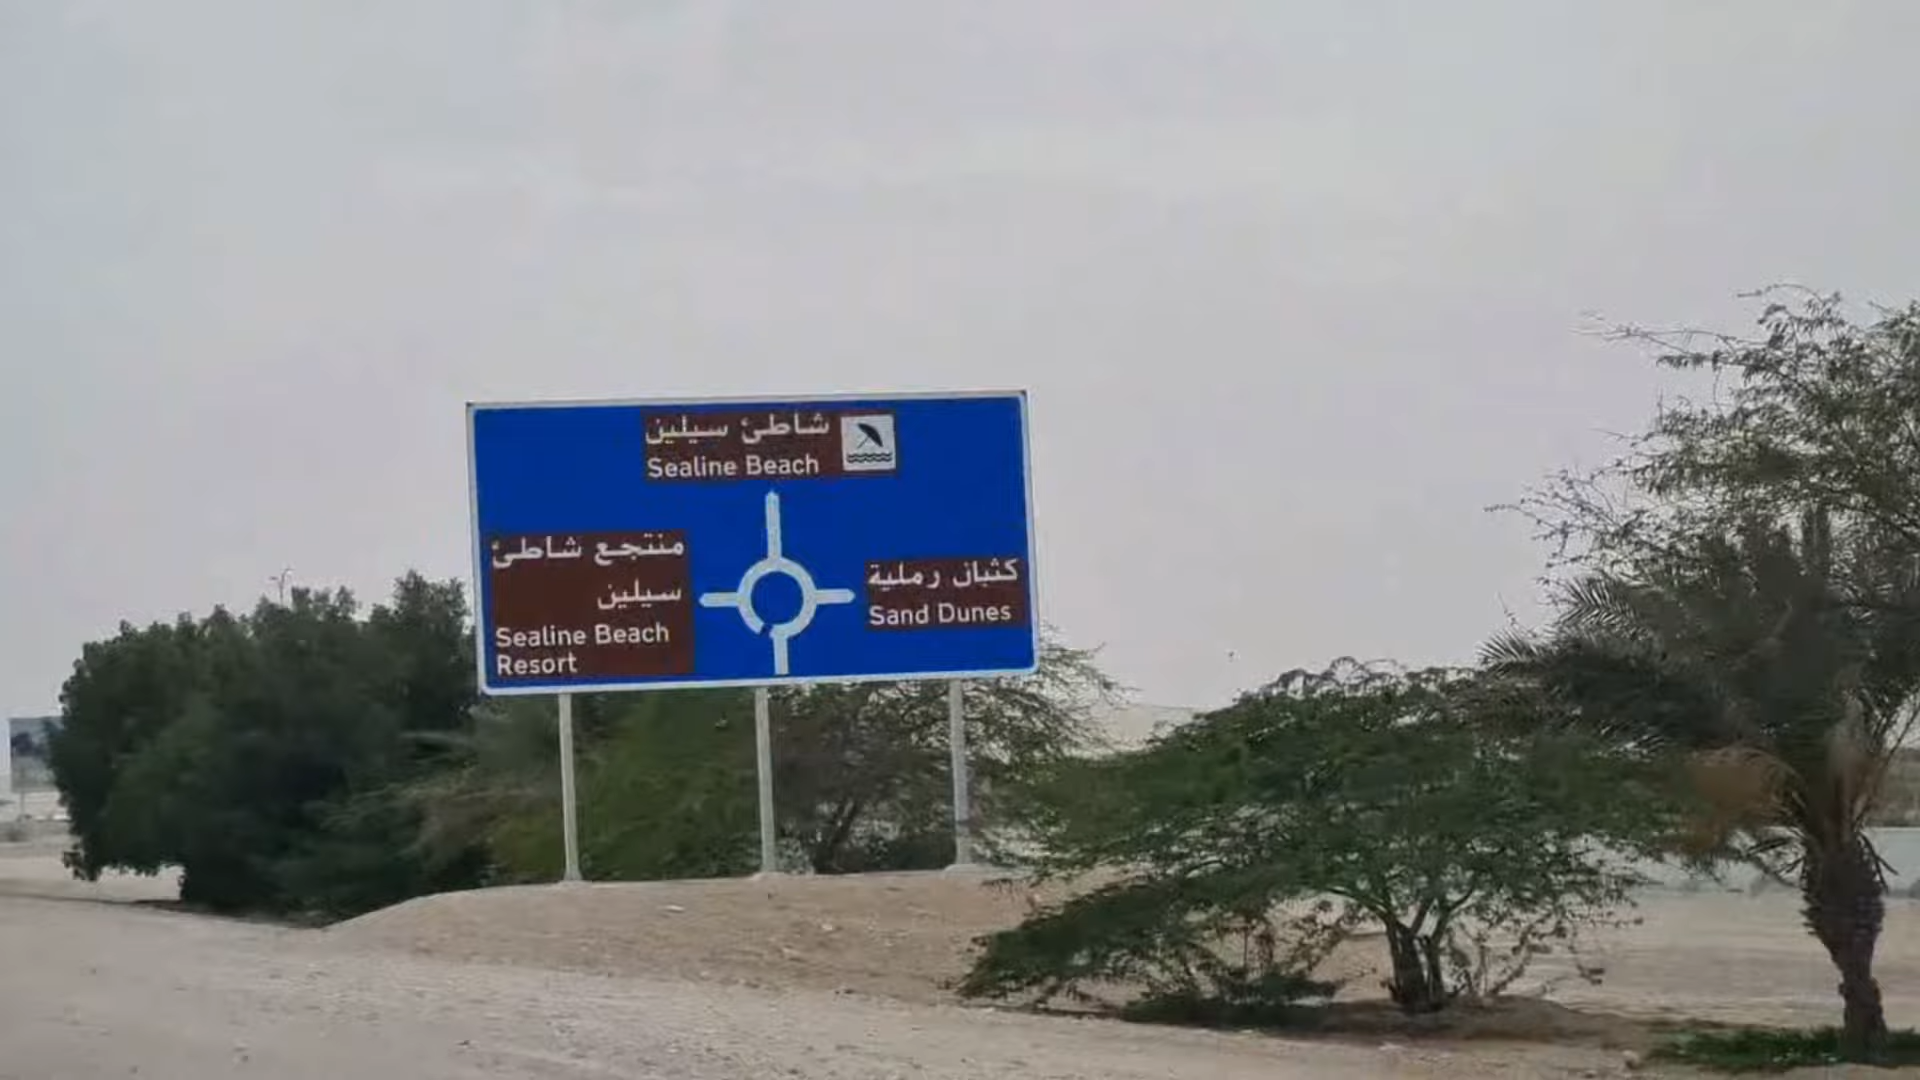 شاطئ سيلين
Sealine Beach
منتجع شاطئ
سيلين
Sealine Beach
Resort
كثبان رملية
Sand Dunes